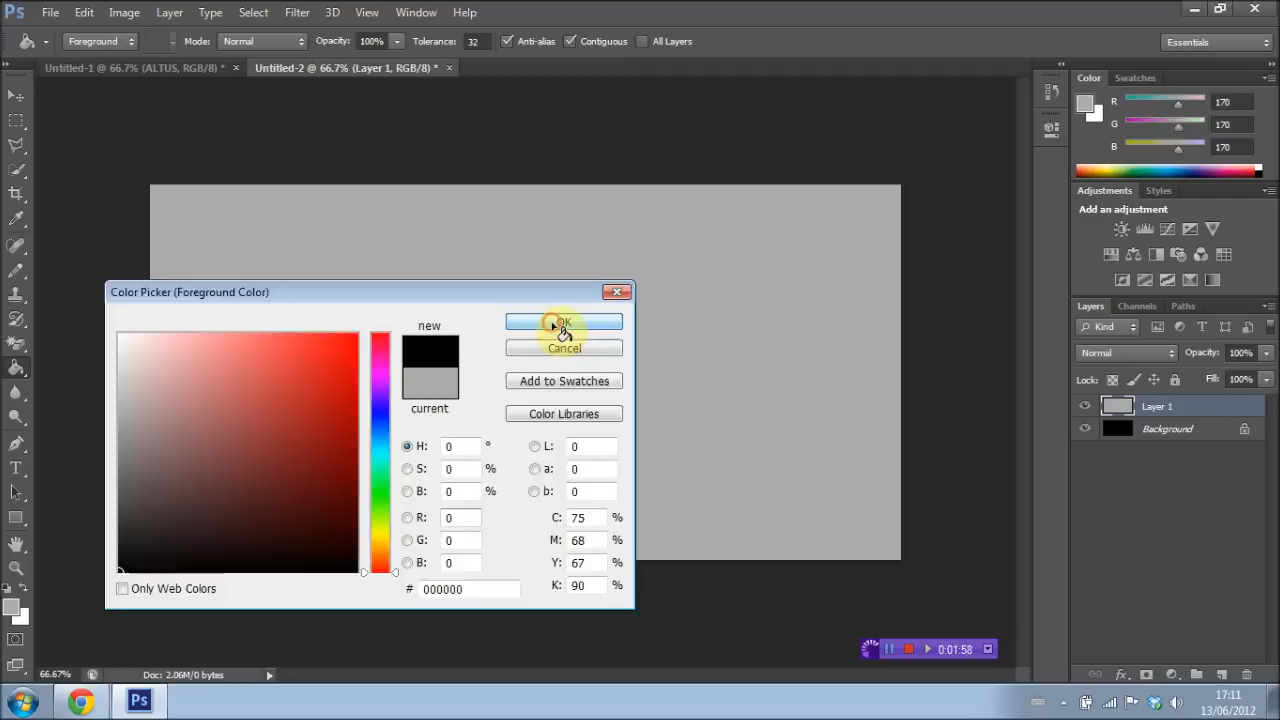 Ps File Edit Image Layer Type Select Filter 3D View Window Help
Foreground Mode: Normal Opacity: 100% Tolerance: 32 Anti-alias Contiguous All Layers Essentials
Untitled-1 @ 66.7% (ALTUS, RGB/8) * × Untitled-2 @ 66.7% (Layer 1, RGB/8) * ×
Color Swatches
R 170
G 170
B 170
Adjustments Styles
Add an adjustment
Layers Channels Paths
Kind
Normal Opacity: 100%
Lock: Fill: 100%
Layer 1
Background
Color Picker (Foreground Color)
new
current
OK
Cancel
Add to Swatches
Color Libraries
H: 0 °
S: 0 %
B: 0 %
R: 0
G: 0
B: 0
# 000000
L: 0
a: 0
b: 0
C: 75 %
M: 68 %
Y: 67 %
K: 90 %
Only Web Colors
0:01:58
66.67% Doc: 2.06M/0 bytes
Ps
17:11
13/06/2012